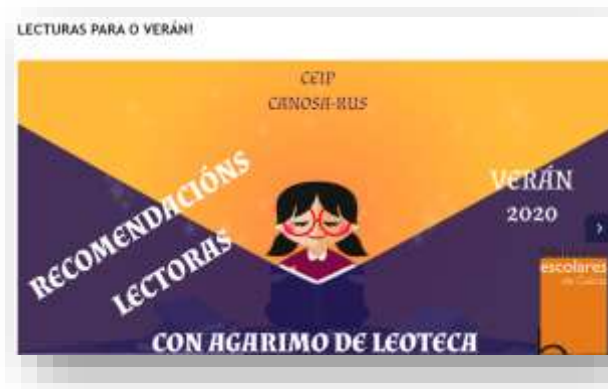 LECTURAS PARA O VERÁN!
CEIP
CANOSA-RUS
RECOMENDACIÓNS
LECTORAS
VERÁN
2020
escolares
CON AGARIMO DE LEOTECA